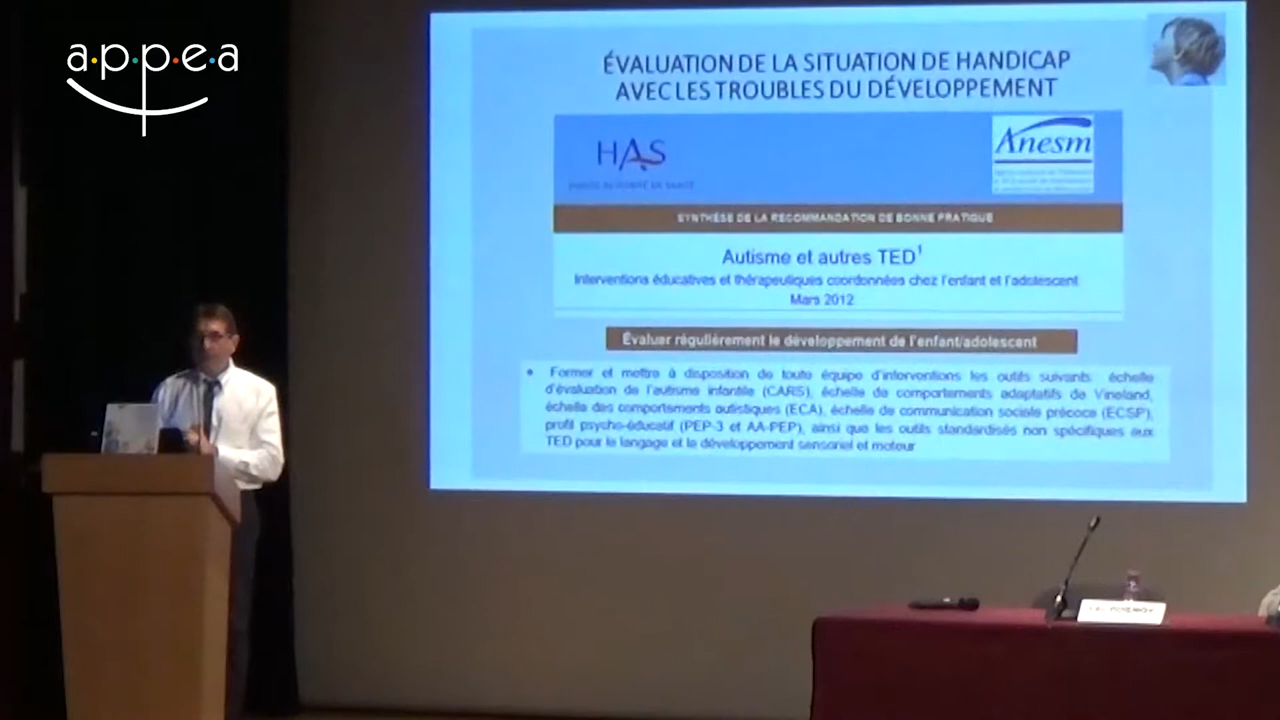 a·p·p·e·a
ÉVALUATION DE LA SITUATION DE HANDICAP
AVEC LES TROUBLES DU DÉVELOPPEMENT
HAS
Anesm
HAUTE AUTORITÉ DE SANTÉ
SYNTHÈSE DE LA RECOMMANDATION DE BONNE PRATIQUE
Autisme et autres TED¹
Interventions éducatives et thérapeutiques coordonnées chez l'enfant et l'adolescent
Mars 2012
Évaluer régulièrement le développement de l'enfant/adolescent
• Former et mettre à disposition de toute équipe d'interventions les outils suivants échelle
d'évaluation de l'autisme infantile (CARS), échelle de comportements adaptatifs de Vineland,
échelle des comportements autistiques (ECA), échelle de communication sociale précoce (ECSP),
profil psycho-éducatif (PEP-3 et AA-PEP), ainsi que les outils standardisés non spécifiques aux
TED pour le langage et le développement sensoriel et moteur